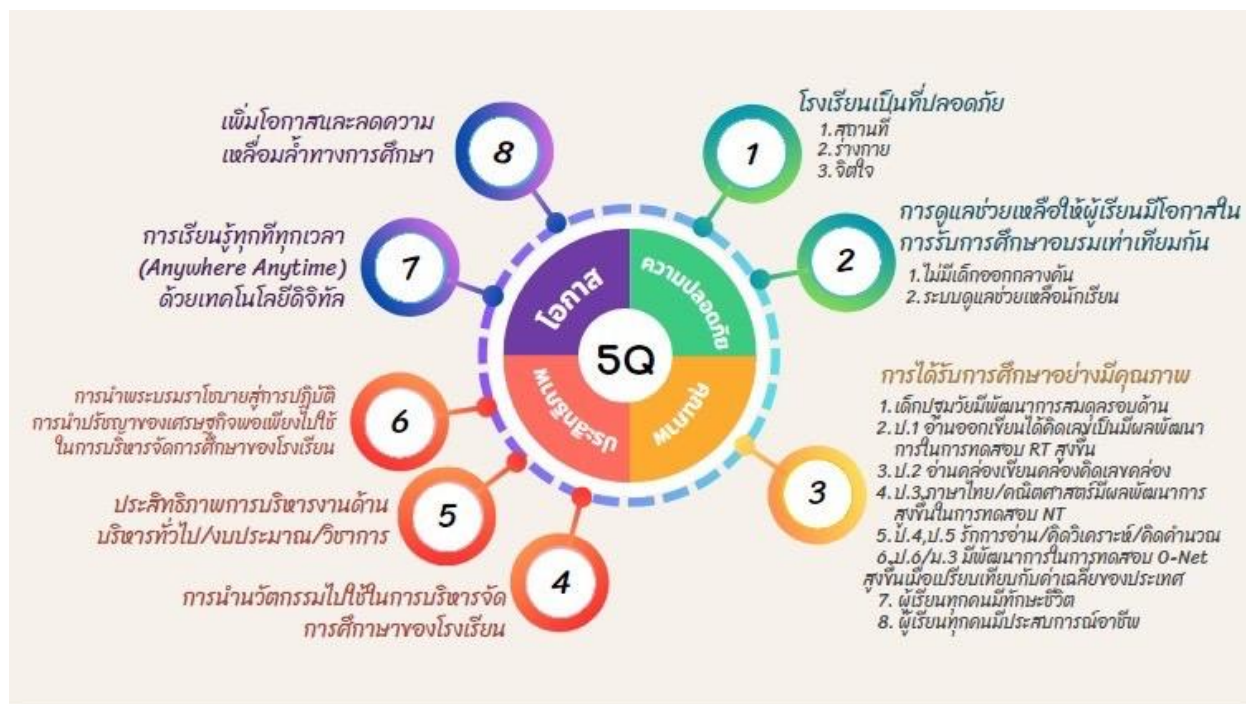 5Q
ความปลอดภัย
คุณภาพ
ประสิทธิภาพ
โอกาส
1
โรงเรียนเป็นที่ปลอดภัย
1.สถานที่
2.ร่างกาย
3.จิตใจ
2
การดูแลช่วยเหลือให้ผู้เรียนมีโอกาสใน
การรับการศึกษาอบรมเท่าเทียมกัน
1.ไม่มีเด็กออกกลางคัน
2.ระบบดูแลช่วยเหลือนักเรียน
3
การได้รับการศึกษาอย่างมีคุณภาพ
1.เด็กปฐมวัยมีพัฒนาการสมดุลรอบด้าน
2.ป.1 อ่านออกเขียนได้คิดเลขเป็นมีผลพัฒนา
การในการทดสอบ RT สูงขึ้น
3.ป.2 อ่านคล่องเขียนคล่องคิดเลขคล่อง
4.ป.3 ภาษาไทย/คณิตศาสตร์มีผลพัฒนาการ
สูงขึ้นในการทดสอบ NT
5.ป.4,ป.5 รักการอ่าน/คิดวิเคราะห์/คิดคำนวณ
6.ป.6/ม.3 มีพัฒนาการในการทดสอบ O-Net
สูงขึ้นเมื่อเปรียบเทียบกับค่าเฉลี่ยของประเทศ
7. ผู้เรียนทุกคนมีทักษะชีวิต
8. ผู้เรียนทุกคนมีประสบการณ์อาชีพ
4
การนำนวัตกรรมไปใช้ในการบริหารจัด
การศึกาษาของโรงเรียน
5
ประสิทธิภาพการบริหารงานด้าน
บริหารทั่วไป/งบประมาณ/วิชาการ
6
การนำพระบรมราโชบายสู่การปฏิบัติ
การนำปรัชญาของเศรษฐกิจพอเพียงไปใช้
ในการบริหารจัดการศึกษาของโรงเรียน
7
การเรียนรู้ทุกที่ทุกเวลา
(Anywhere Anytime)
ด้วยเทคโนโลยีดิจิทัล
8
เพิ่มโอกาสและลดความ
เหลื่อมล้ำทางการศึกษา